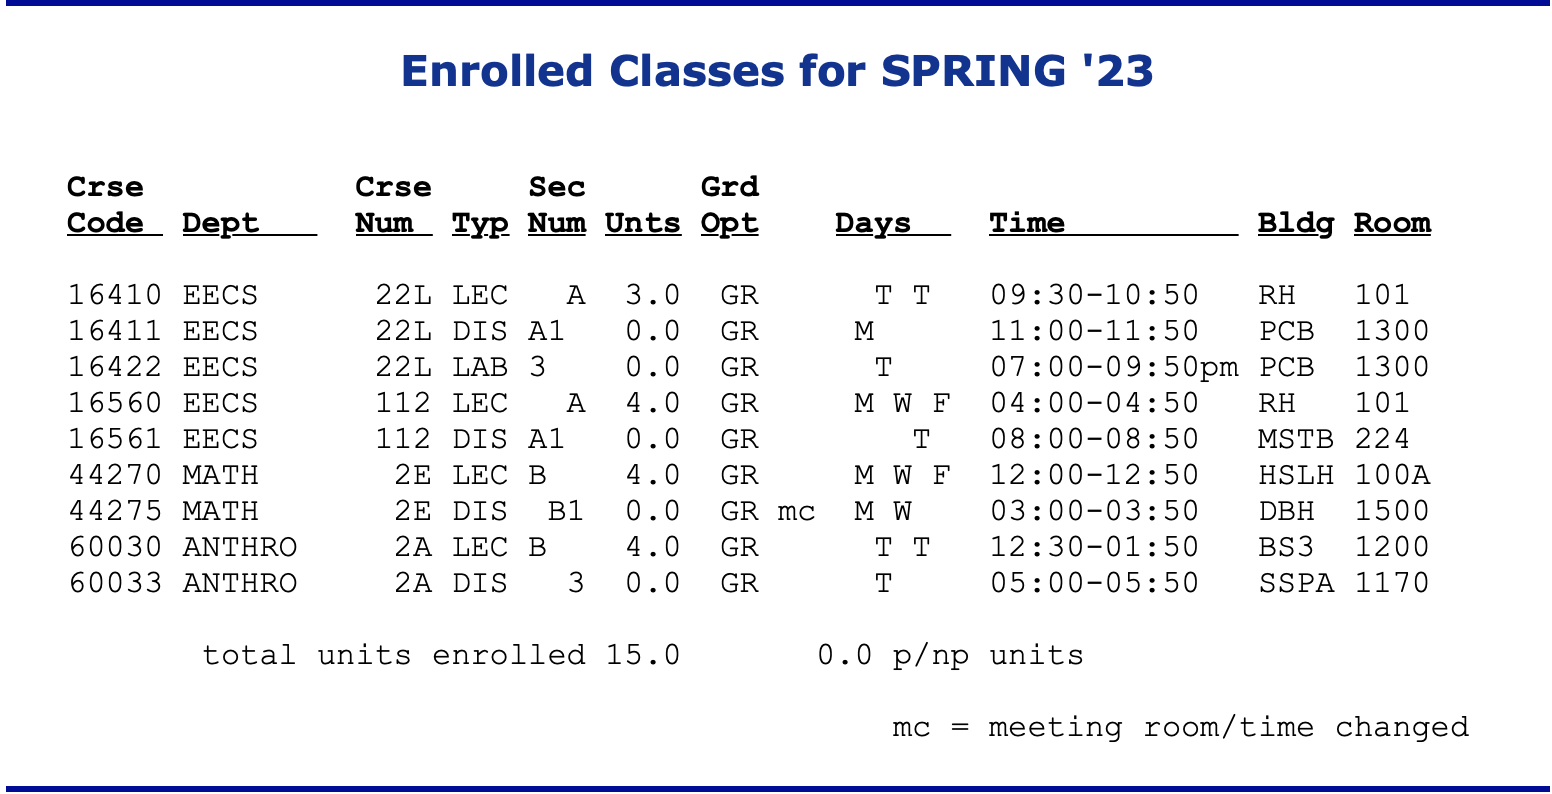 Enrolled Classes for SPRING '23
Crse Crse Sec Grd
Code Dept Num Typ Num Unts Opt Days Time Bldg Room
16410 EECS 22L LEC A 3.0 GR T T 09:30-10:50 RH 101
16411 EECS 22L DIS A1 0.0 GR M 11:00-11:50 PCB 1300
16422 EECS 22L LAB 3 0.0 GR T 07:00-09:50pm PCB 1300
16560 EECS 112 LEC A 4.0 GR M W F 04:00-04:50 RH 101
16561 EECS 112 DIS A1 0.0 GR T 08:00-08:50 MSTB 224
44270 MATH 2E LEC B 4.0 GR M W F 12:00-12:50 HSLH 100A
44275 MATH 2E DIS B1 0.0 GR mc M W 03:00-03:50 DBH 1500
60030 ANTHRO 2A LEC B 4.0 GR T T 12:30-01:50 BS3 1200
60033 ANTHRO 2A DIS 3 0.0 GR T 05:00-05:50 SSPA 1170
total units enrolled 15.0 0.0 p/np units
mc = meeting room/time changed